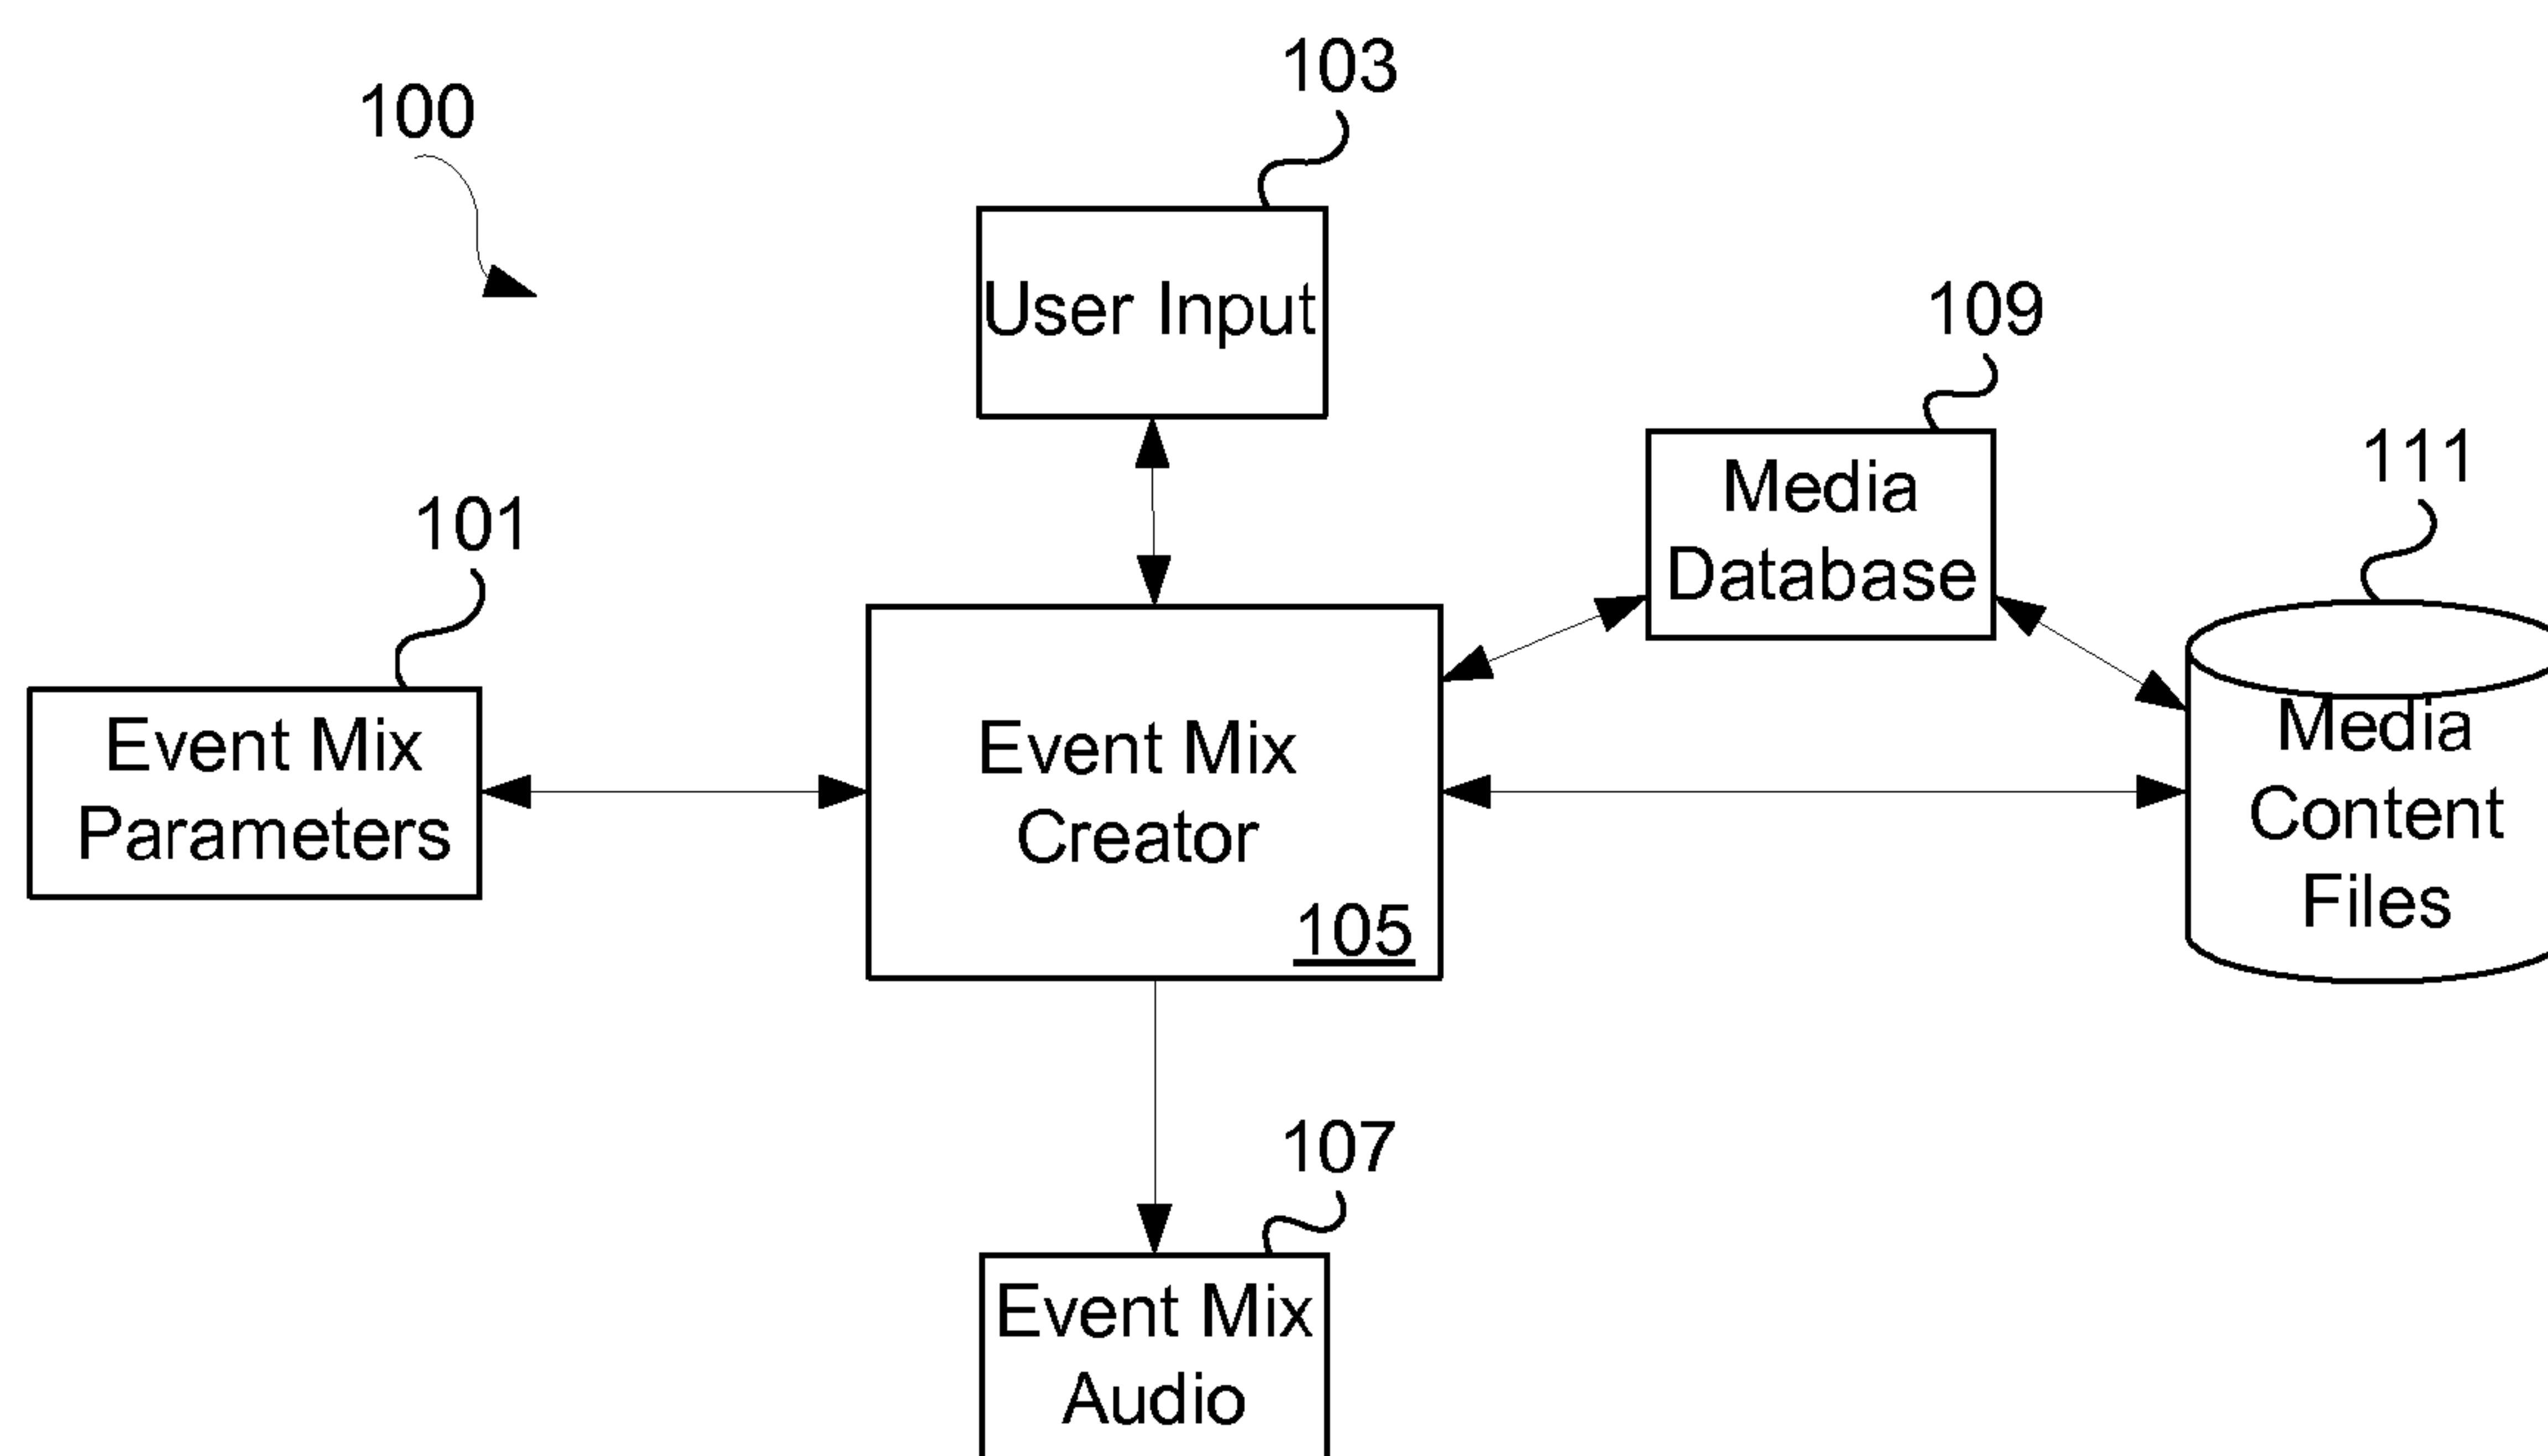 103
100
User Input
109
Media
Database
111
101
Event Mix
Parameters
Event Mix
Creator
105
Media
Content
Files
107
Event Mix
Audio